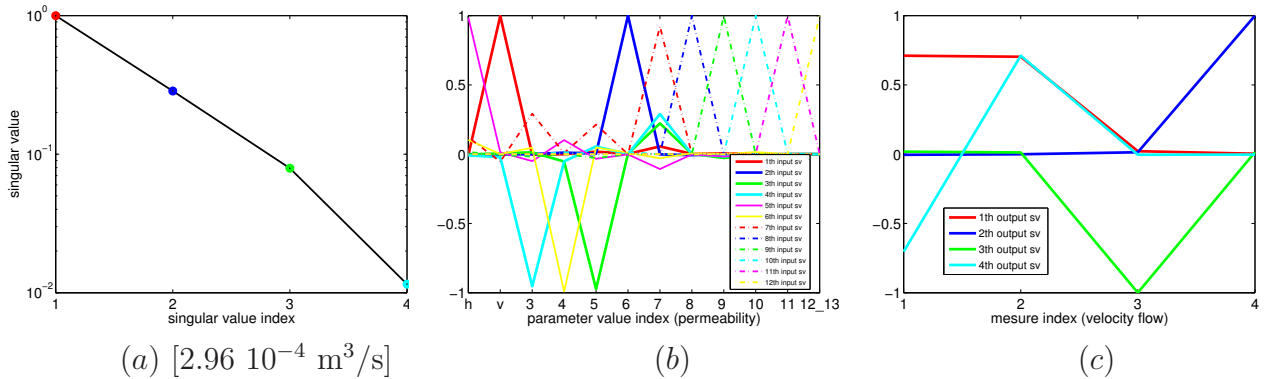 10^0
10^-1
10^-2
singular value
1
2
3
4
singular value index
(a) [2.96 10^-4 m^3/s]
1
0.5
0
−0.5
−1
h
v
3
4
5
6
7
8
9
10
11
12_13
parameter value index (permeability)
1th input sv
2th input sv
3th input sv
4th input sv
5th input sv
6th input sv
7th input sv
8th input sv
9th input sv
10th input sv
11th input sv
12th input sv
(b)
1
0.5
0
−0.5
−1
1
2
3
4
mesure index (velocity flow)
1th output sv
2th output sv
3th output sv
4th output sv
(c)